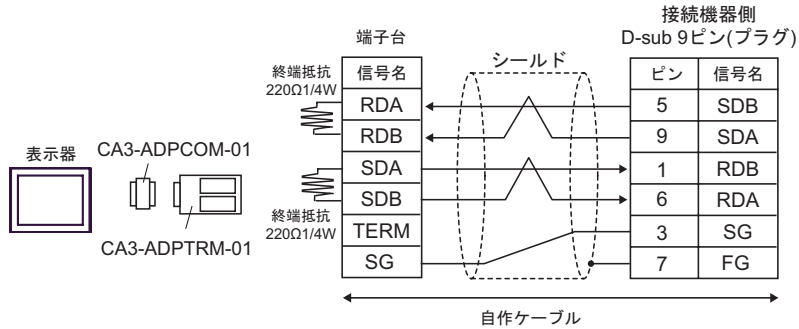 接続機器側
D-sub 9ピン(プラグ)
端子台
シールド
終端抵抗
220Ω1/4W
信号名
ピン 信号名
RDA 5 SDB
RDB 9 SDA
表示器
CA3-ADPCOM-01
SDA 1 RDB
SDB 6 RDA
終端抵抗
220Ω1/4W
TERM 3 SG
CA3-ADPTRM-01
SG 7 FG
自作ケーブル